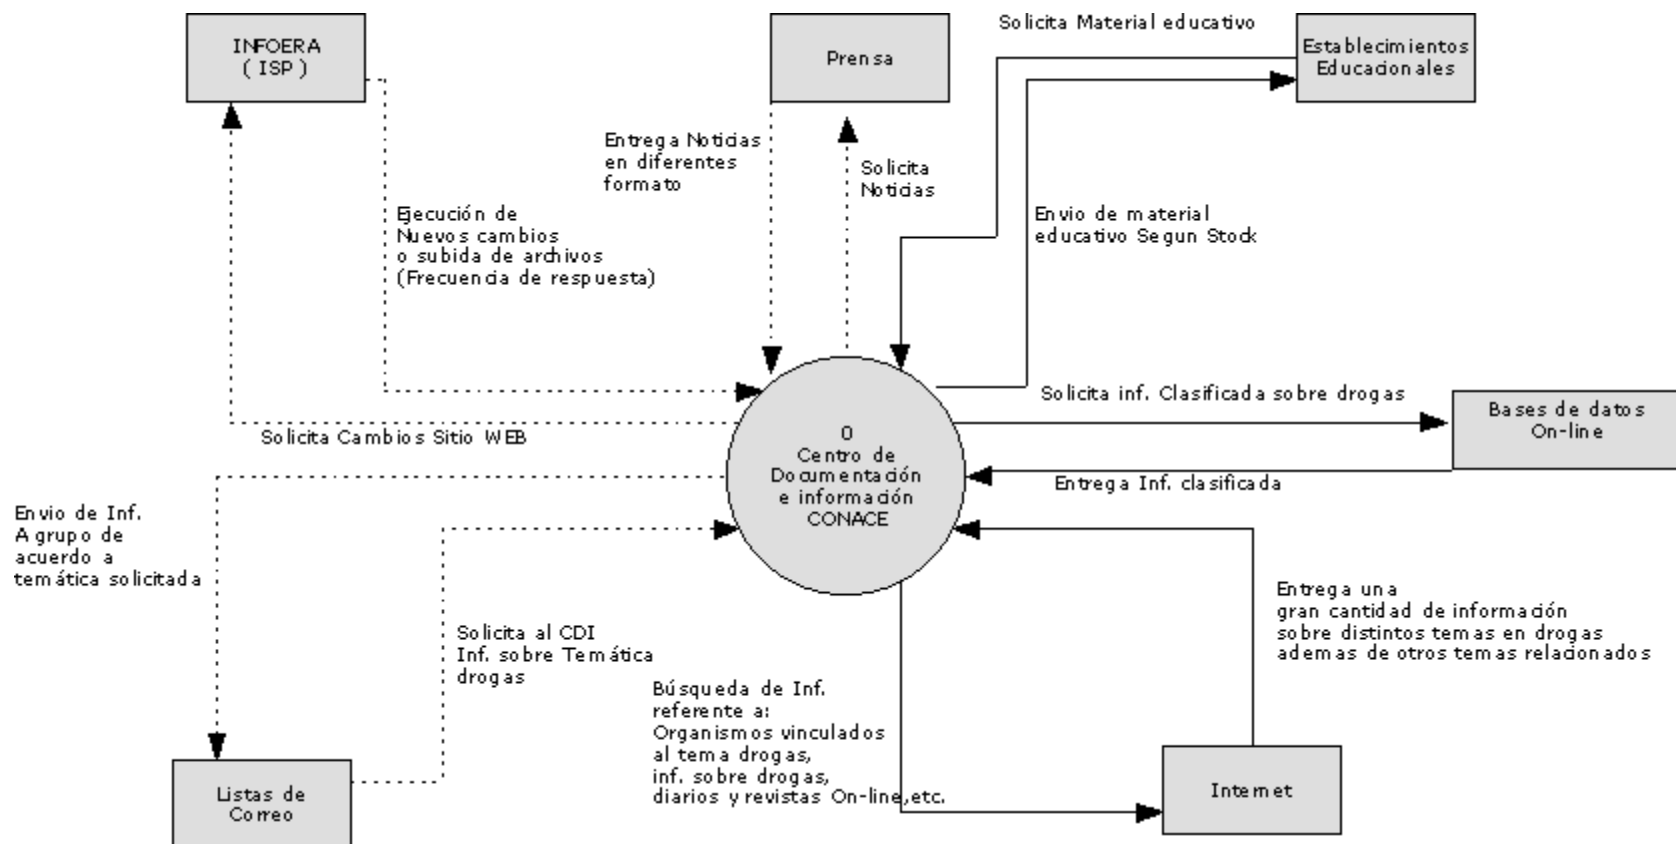 INFOERA
( ISP )
Prensa
Solicita Material educativo
Establecimientos
Educacionales
Entrega Noticias
en diferentes
formato
Solicita
Noticias
Ejecución de
Nuevos cambios
o subida de archivos
(Frecuencia de respuesta)
Envio de material
educativo Segun Stock
Solicita inf. Clasificada sobre drogas
Bases de datos
On-line
Solicita Cambios Sitio WEB
0
Centro de
Documentación
e información
CONACE
Entrega Inf. clasificada
Envio de Inf.
A grupo de
acuerdo a
temática solicitada
Solicita al CDI
Inf. sobre Temática
drogas
Entrega una
gran cantidad de información
sobre distintos temas en drogas
ademas de otros temas relacionados
Búsqueda de Inf.
referente a:
Organismos vinculados
al tema drogas,
inf. sobre drogas,
diarios y revistas On-line,etc.
Listas de
Correo
Internet